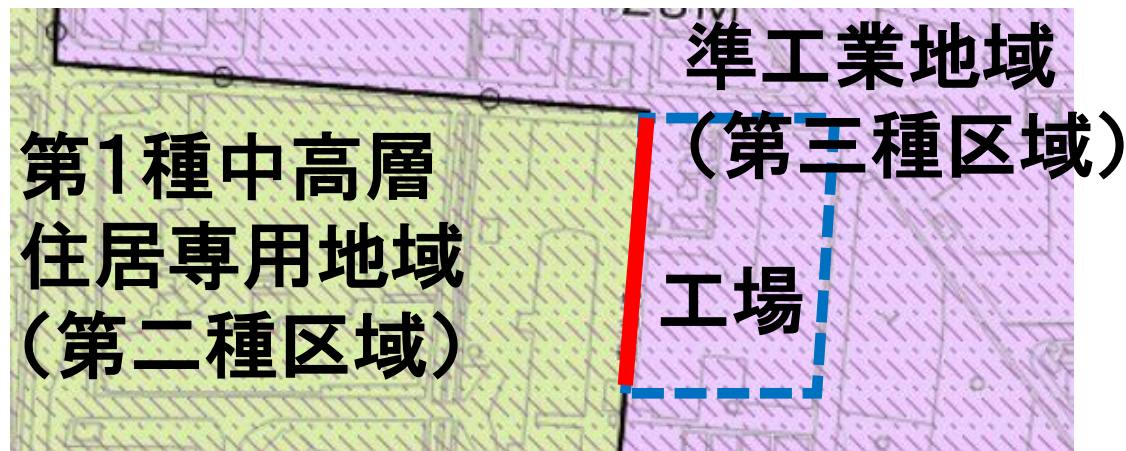 準工業地域
（第三種区域）
第1種中高層
住居専用地域
（第二種区域）
工場